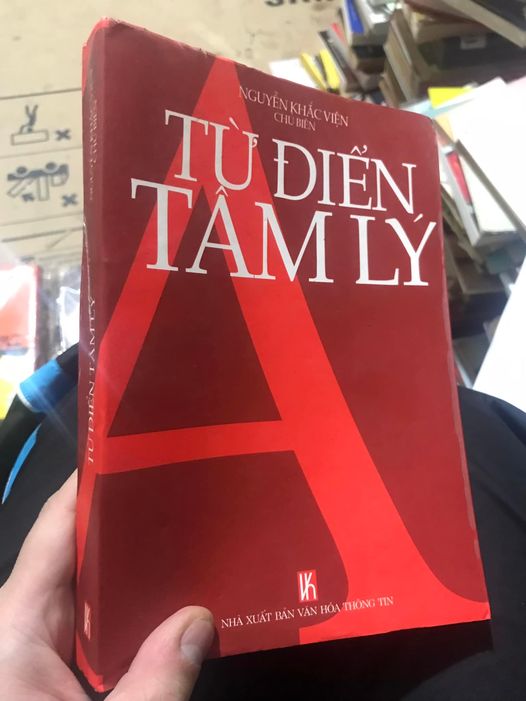 NGUYỄN KHẮC VIỆN
CHỦ BIÊN
TỪ ĐIỂN
TÂM LÝ
NHÀ XUẤT BẢN VĂN HÓA THÔNG TIN
TỪ ĐIỂN TÂM LÝ